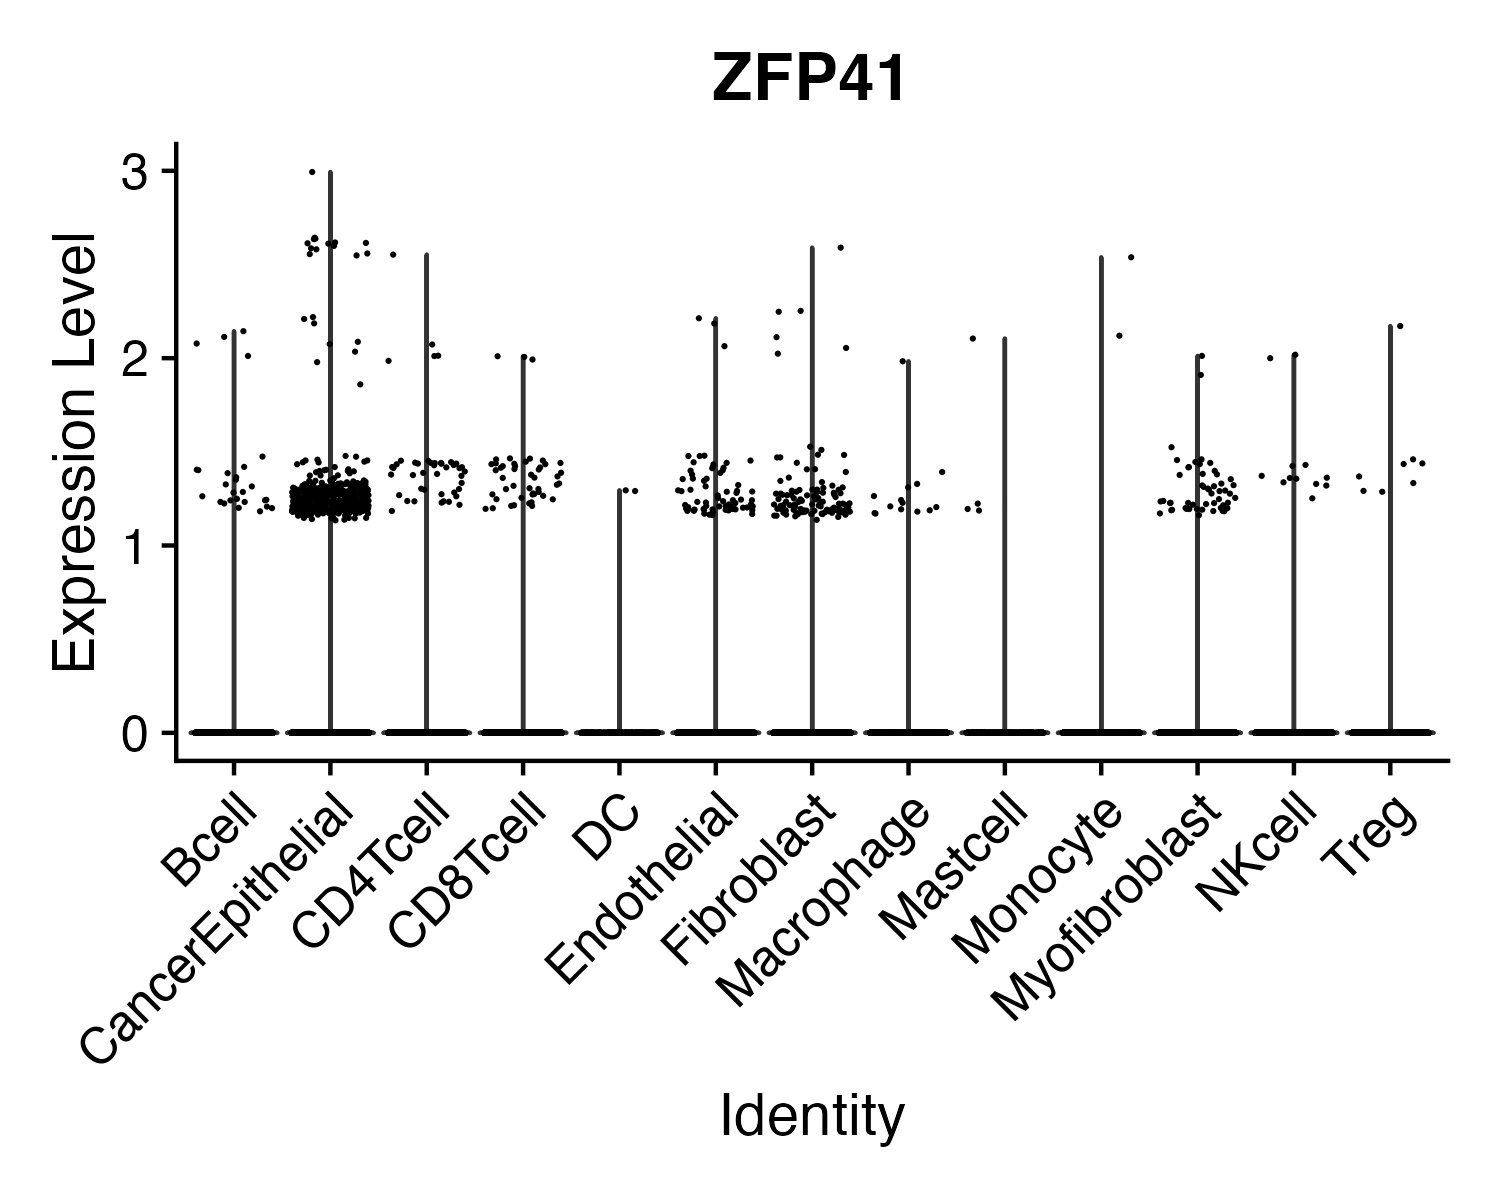 ZFP41
Expression Level
3
2
1
0
Bcell
CancerEpithelial
CD4Tcell
CD8Tcell
DC
Endothelial
Fibroblast
Macrophage
Mastcell
Monocyte
Myofibroblast
NKcell
Treg
Identity